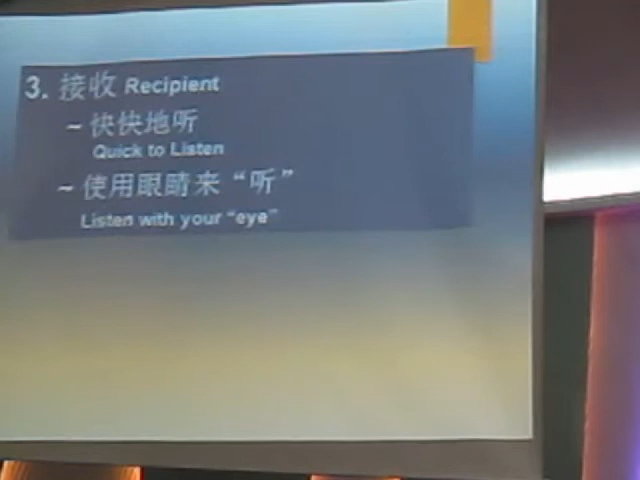 3. 接收 Recipient
~ 快快地听
Quick to Listen
~ 使用眼睛来“听”
Listen with your “eye”